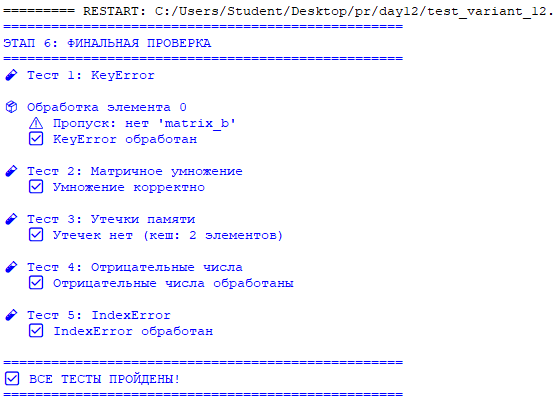 ========= RESTART: C:/Users/Student/Desktop/pr/day12/test_variant_12.
==================================================
ЭТАП 6: ФИНАЛЬНАЯ ПРОВЕРКА
==================================================
🧪 Тест 1: KeyError
📦 Обработка элемента 0
⚠ Пропуск: нет 'matrix_b'
✅ KeyError обработан
🧪 Тест 2: Матричное умножение
✅ Умножение корректно
🧪 Тест 3: Утечки памяти
✅ Утечек нет (кеш: 2 элементов)
🧪 Тест 4: Отрицательные числа
✅ Отрицательные числа обработаны
🧪 Тест 5: IndexError
✅ IndexError обработан
==================================================
✅ ВСЕ ТЕСТЫ ПРОЙДЕНЫ!
==================================================